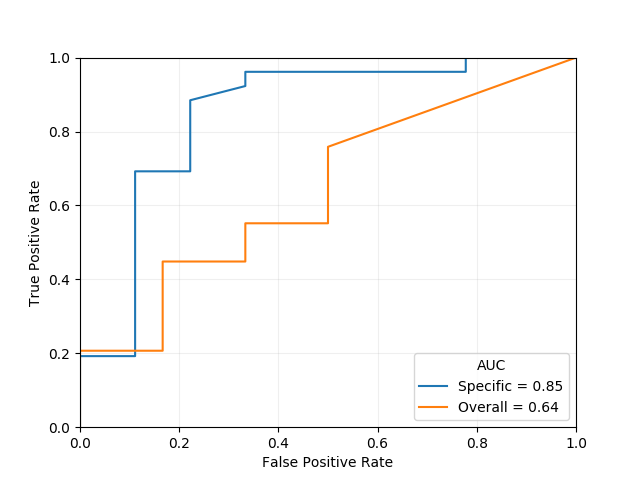 1.0
0.8
0.6
0.4
0.2
0.0
True Positive Rate
AUC
Specific = 0.85
Overall = 0.64
0.0 0.2 0.4 0.6 0.8 1.0
False Positive Rate